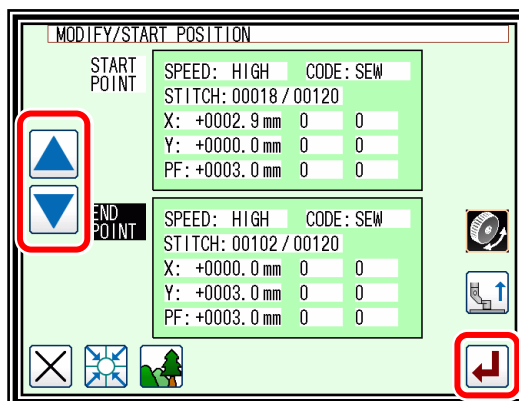 MODIFY/START POSITION
START POINT
SPEED: HIGH CODE: SEW
STITCH: 00018 / 00120
X: +0002.9 mm 0 0
Y: +0000.0 mm 0 0
PF: +0003.0 mm 0 0
END POINT
SPEED: HIGH CODE: SEW
STITCH: 00102 / 00120
X: +0000.0 mm 0 0
Y: +0003.0 mm 0 0
PF: +0003.0 mm 0 0